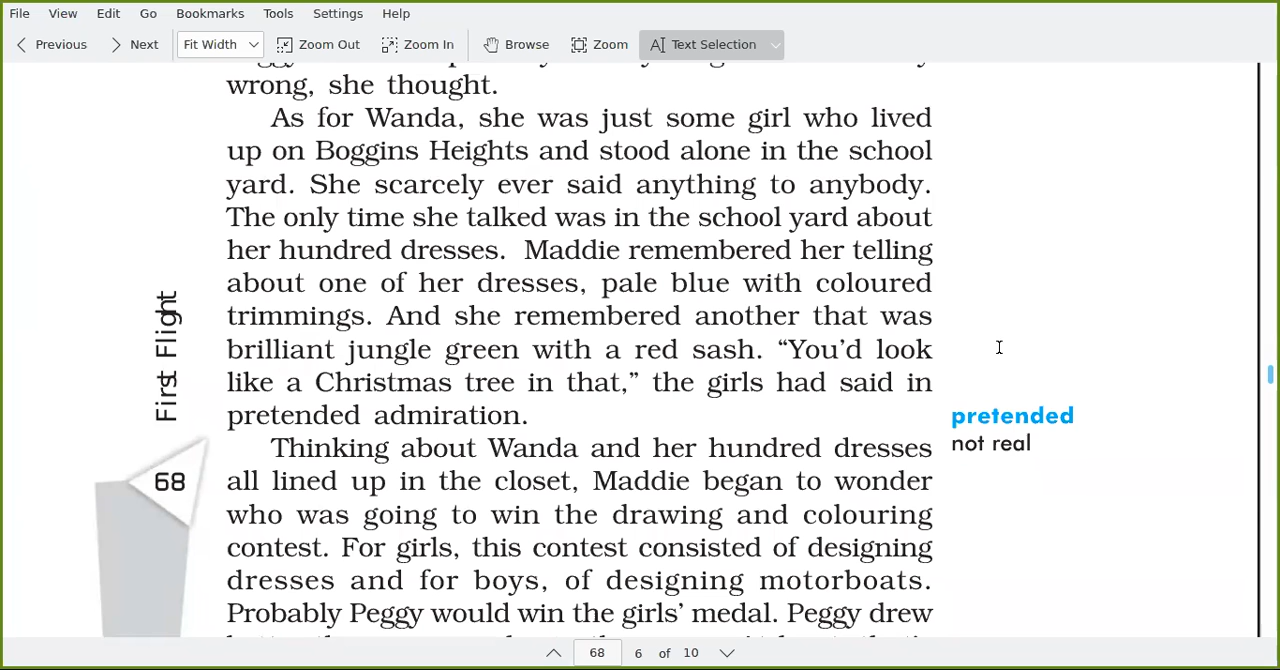 File View Edit Go Bookmarks Tools Settings Help
Previous Next Fit Width Zoom Out Zoom In Browse Zoom Text Selection
wrong, she thought.
As for Wanda, she was just some girl who lived
up on Boggins Heights and stood alone in the school
yard. She scarcely ever said anything to anybody.
The only time she talked was in the school yard about
her hundred dresses. Maddie remembered her telling
about one of her dresses, pale blue with coloured
trimmings. And she remembered another that was
brilliant jungle green with a red sash. “You’d look
like a Christmas tree in that,” the girls had said in
pretended admiration.
pretended
not real
Thinking about Wanda and her hundred dresses
all lined up in the closet, Maddie began to wonder
who was going to win the drawing and colouring
contest. For girls, this contest consisted of designing
dresses and for boys, of designing motorboats.
Probably Peggy would win the girls’ medal. Peggy drew
First Flight
68
68 6 of 10